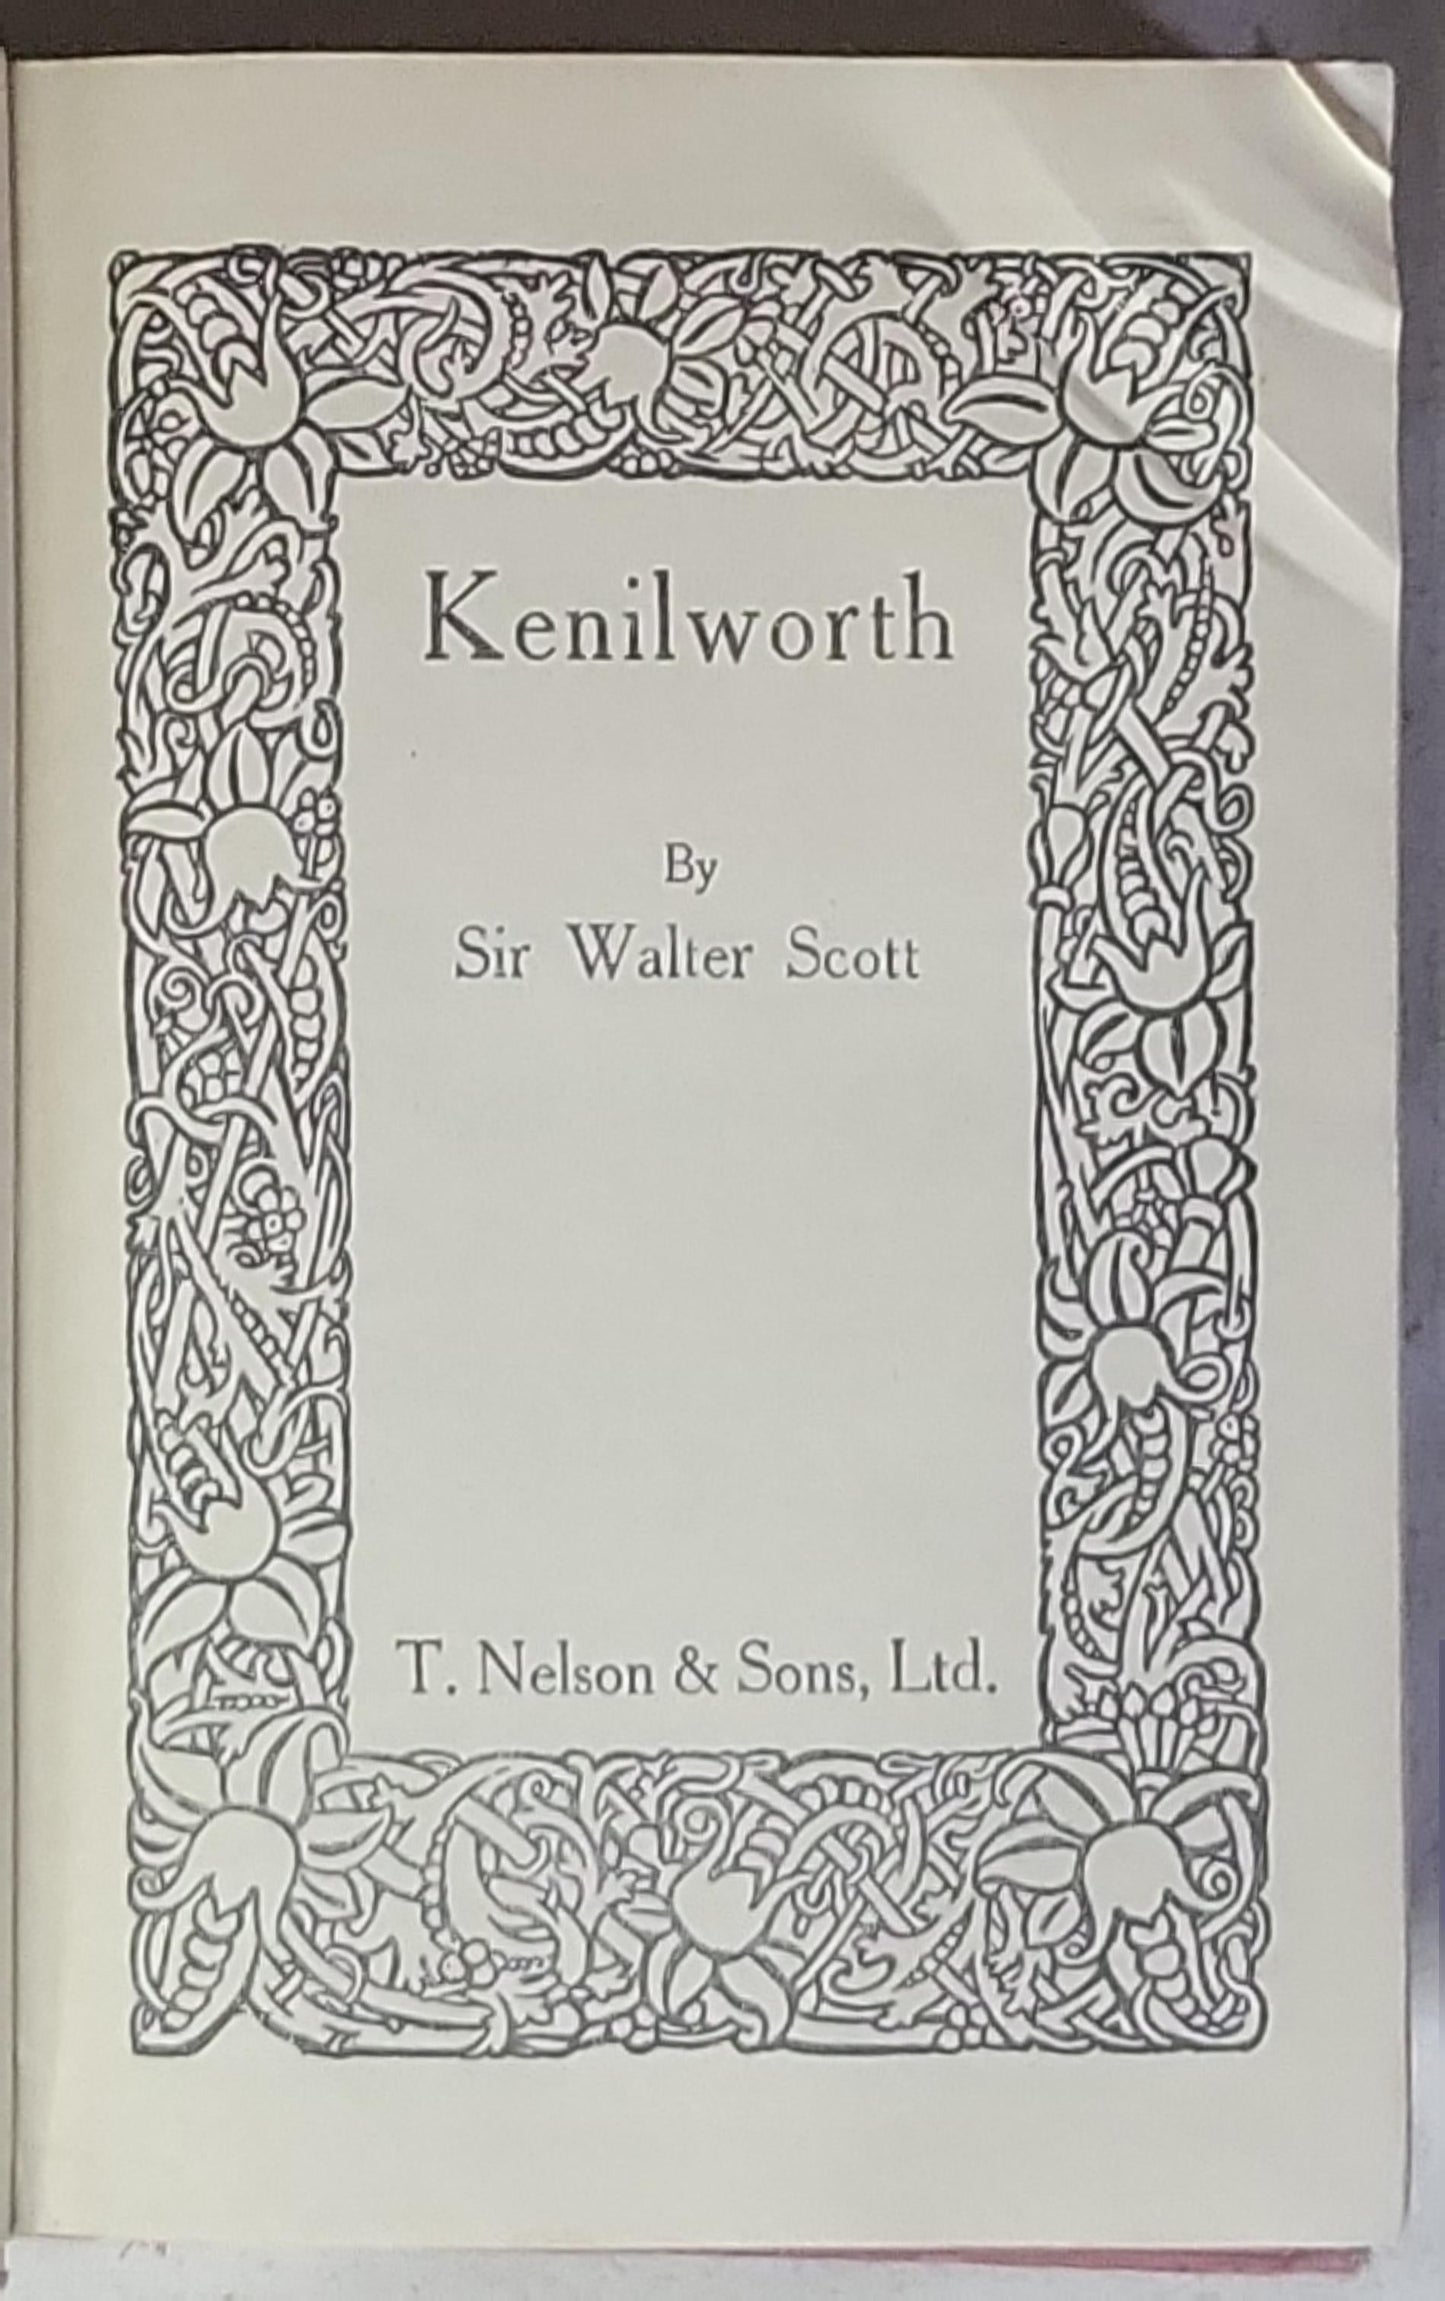 Kenilworth
By
Sir Walter Scott
T. Nelson & Sons, Ltd.